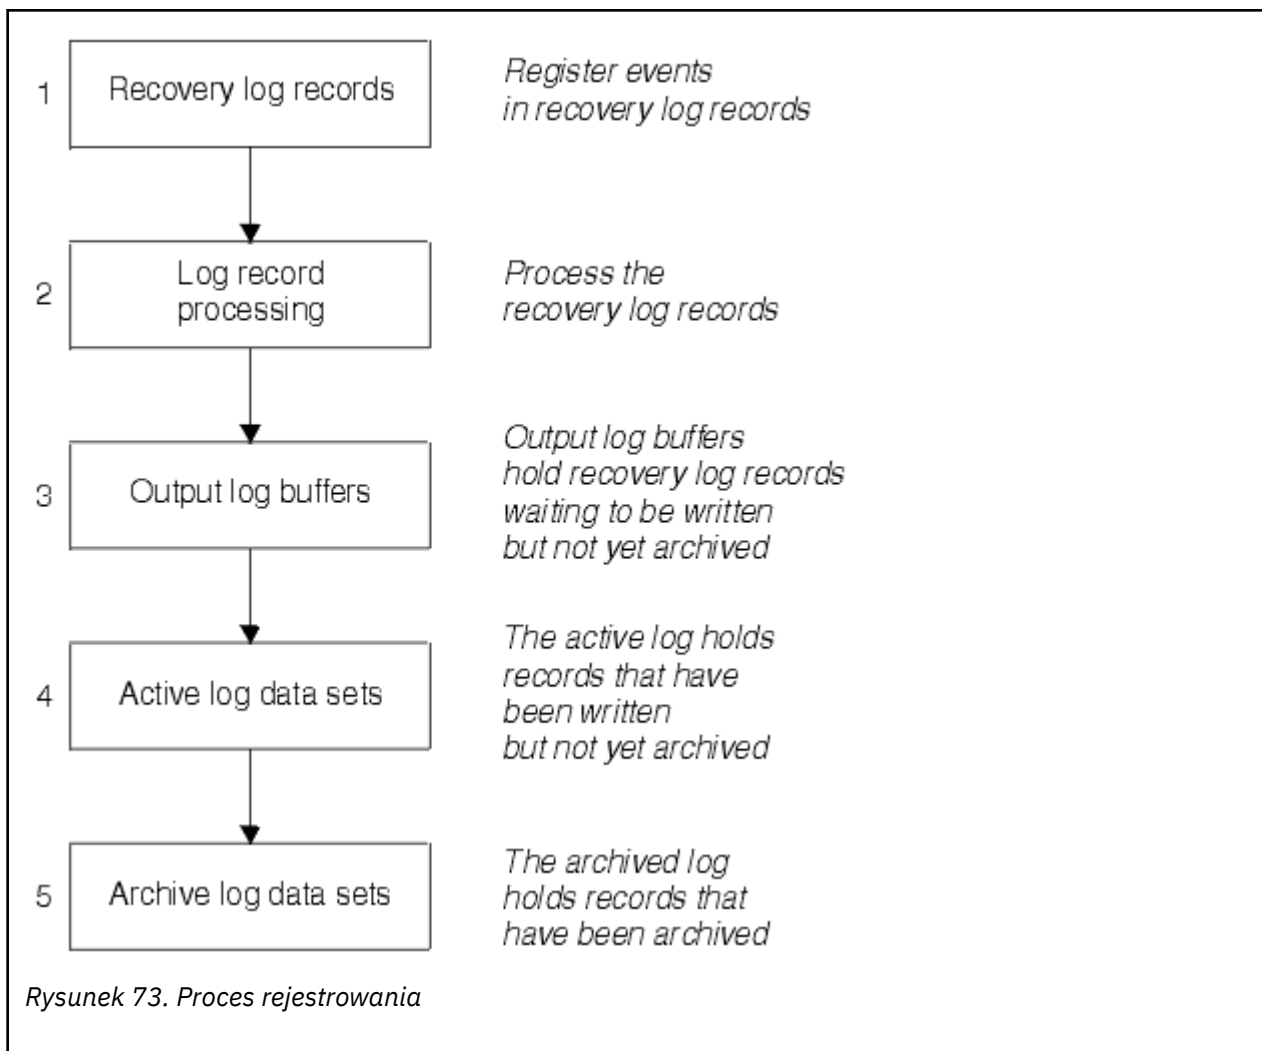 1
Recovery log records
Register events
in recovery log records
2
Log record
processing
Process the
recovery log records
3
Output log buffers
Output log buffers
hold recovery log records
waiting to be written
but not yet archived
4
Active log data sets
The active log holds
records that have
been written
but not yet archived
5
Archive log data sets
The archived log
holds records that
have been archived
Rysunek 73. Proces rejestrowania